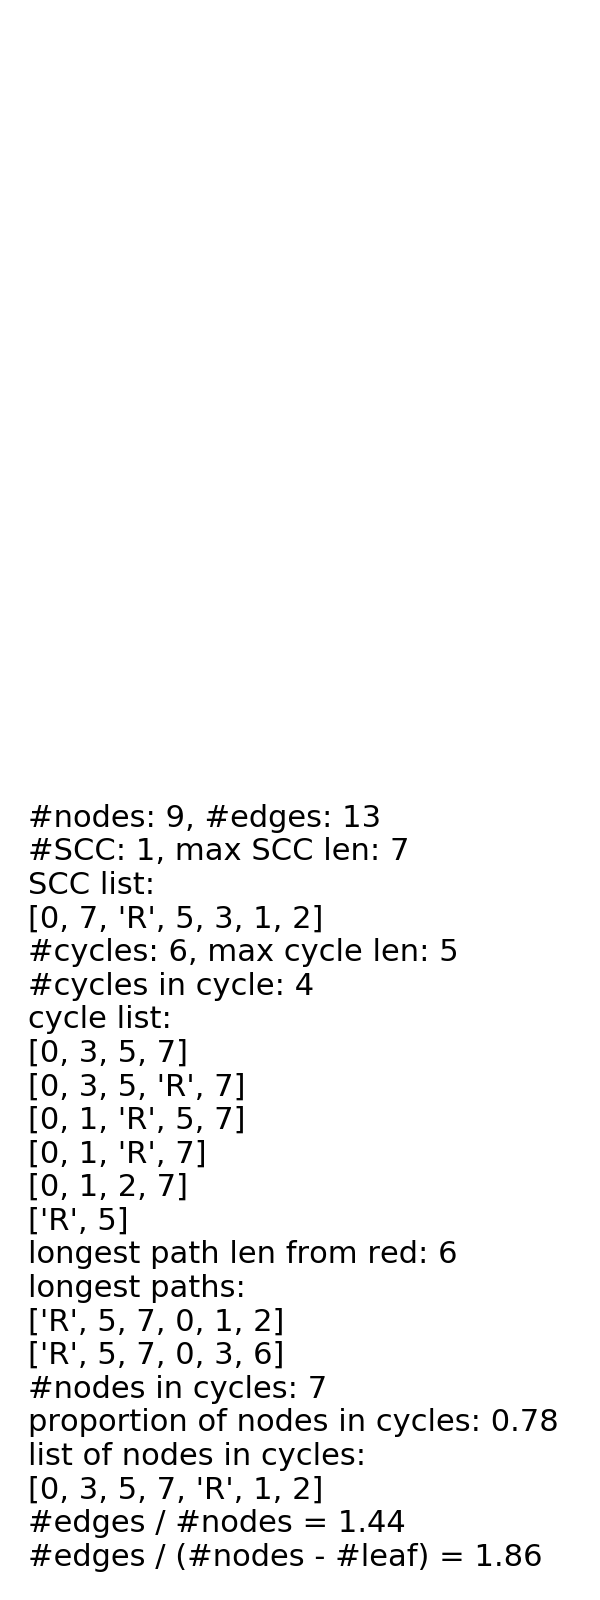 #nodes: 9, #edges: 13
#SCC: 1, max SCC len: 7
SCC list:
[0, 7, 'R', 5, 3, 1, 2]
#cycles: 6, max cycle len: 5
#cycles in cycle: 4
cycle list:
[0, 3, 5, 7]
[0, 3, 5, 'R', 7]
[0, 1, 'R', 5, 7]
[0, 1, 'R', 7]
[0, 1, 2, 7]
['R', 5]
longest path len from red: 6
longest paths:
['R', 5, 7, 0, 1, 2]
['R', 5, 7, 0, 3, 6]
#nodes in cycles: 7
proportion of nodes in cycles: 0.78
list of nodes in cycles:
[0, 3, 5, 7, 'R', 1, 2]
#edges / #nodes = 1.44
#edges / (#nodes - #leaf) = 1.86